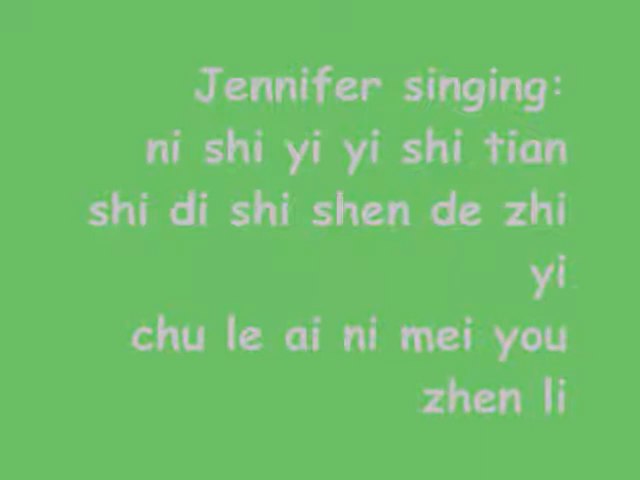 Jennifer singing:
ni shi yi yi shi tian
shi di shi shen de zhi
yi
chu le ai ni mei you
zhen li